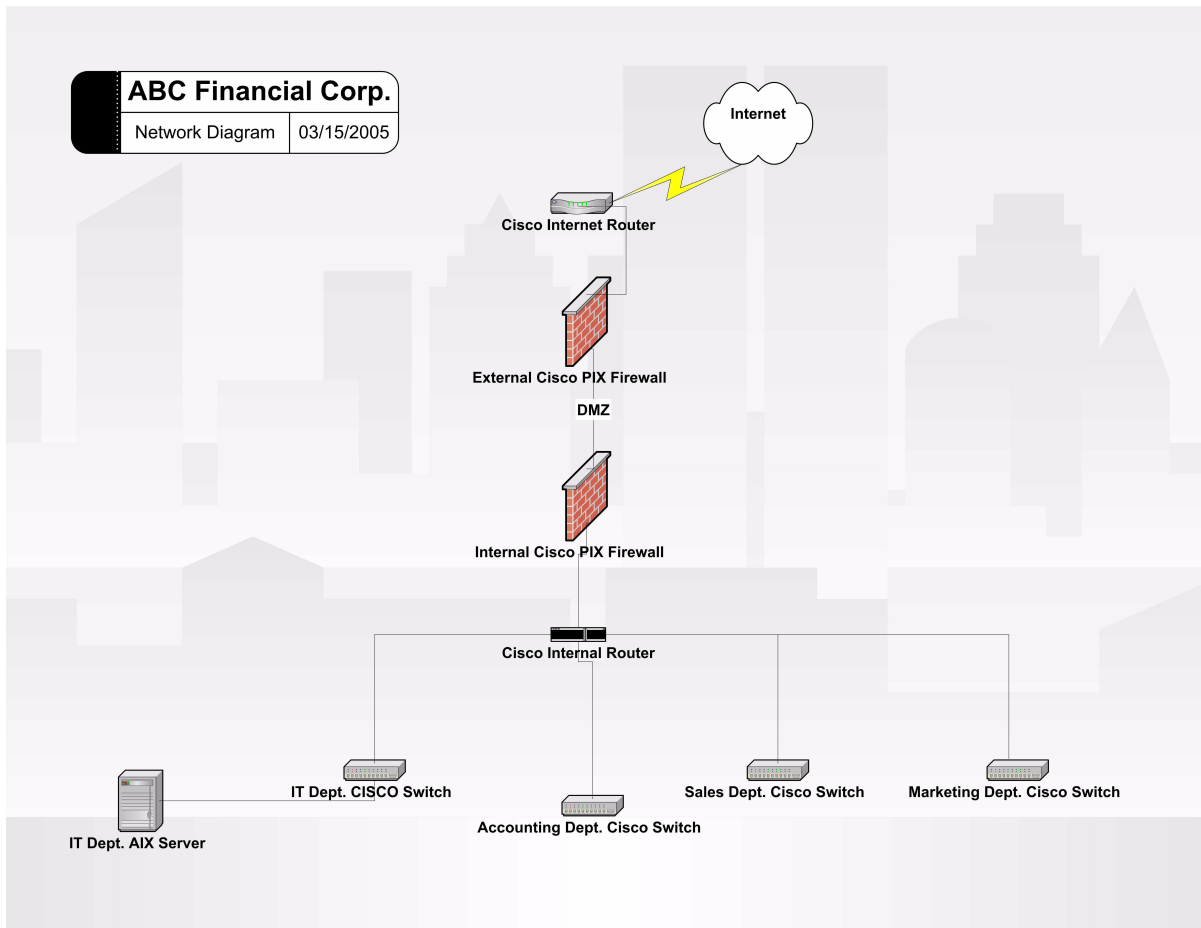 ABC Financial Corp.
Network Diagram
03/15/2005
Internet
Cisco Internet Router
External Cisco PIX Firewall
DMZ
Internal Cisco PIX Firewall
Cisco Internal Router
IT Dept. CISCO Switch
Sales Dept. Cisco Switch
Marketing Dept. Cisco Switch
Accounting Dept. Cisco Switch
IT Dept. AIX Server